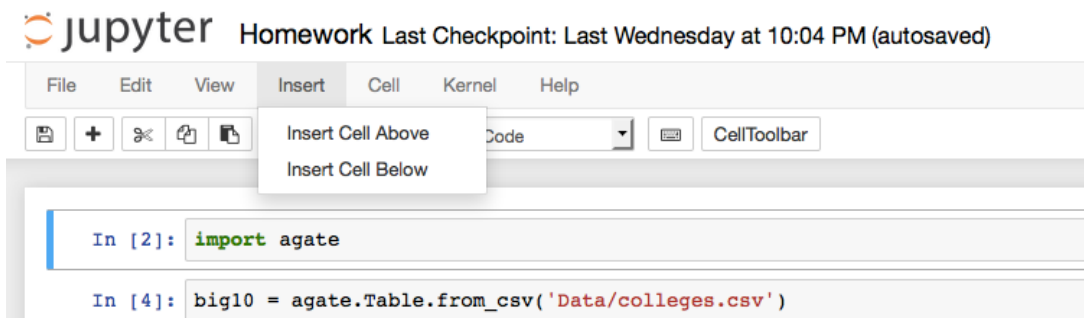 jupyter Homework Last Checkpoint: Last Wednesday at 10:04 PM (autosaved)
File Edit View Insert Cell Kernel Help
Insert Cell Above
Code
CellToolbar
Insert Cell Below
In [2]: import agate
In [4]: big10 = agate.Table.from_csv('Data/colleges.csv')